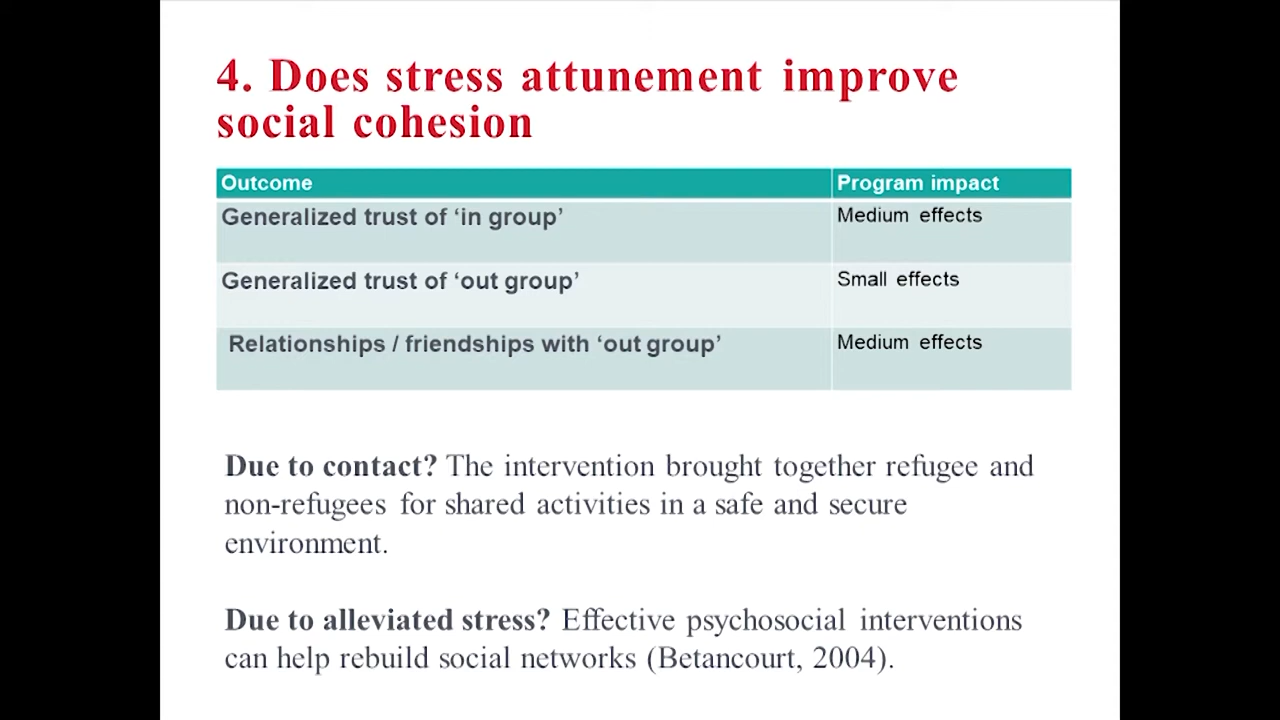 4. Does stress attunement improve
social cohesion
Outcome Program impact
Generalized trust of ‘in group’ Medium effects
Generalized trust of ‘out group’ Small effects
Relationships / friendships with ‘out group’ Medium effects
Due to contact? The intervention brought together refugee and
non-refugees for shared activities in a safe and secure
environment.
Due to alleviated stress? Effective psychosocial interventions
can help rebuild social networks (Betancourt, 2004).